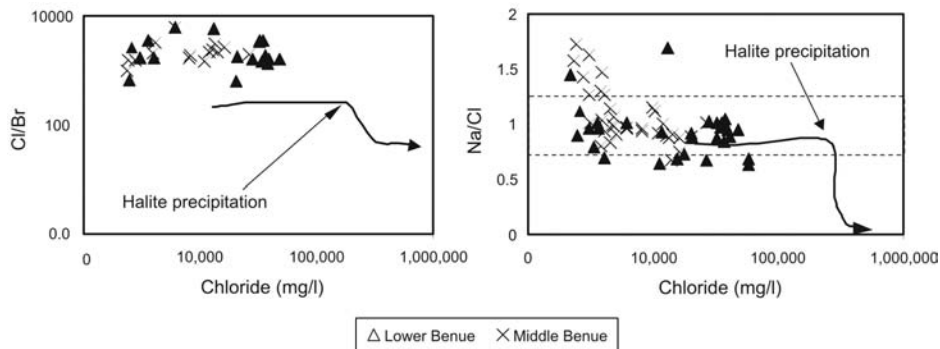 10000
100
0.0
Cl/Br
Halite precipitation
0
10,000
100,000
1,000,000
Chloride (mg/l)
2
1.5
1
0.5
0
Na/Cl
Halite precipitation
0
10,000
100,000
1,000,000
Chloride (mg/l)
△ Lower Benue × Middle Benue